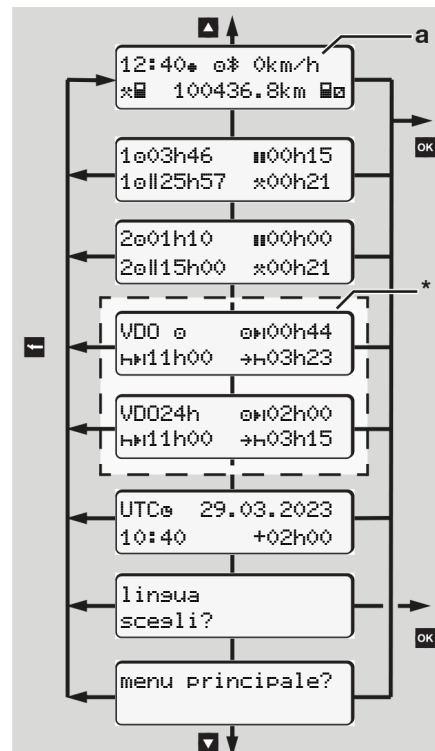 a
12:40 0km/h
100436.8km
OK
1 03h46 00h15
1 25h57 00h21
2 01h10 00h00
2 15h00 00h21
*
VDO 00h44
11h00 03h23
VDO24h 02h00
11h00 03h15
UTC 29.03.2023
10:40 +02h00
lingua
scegli?
OK
menu principale?